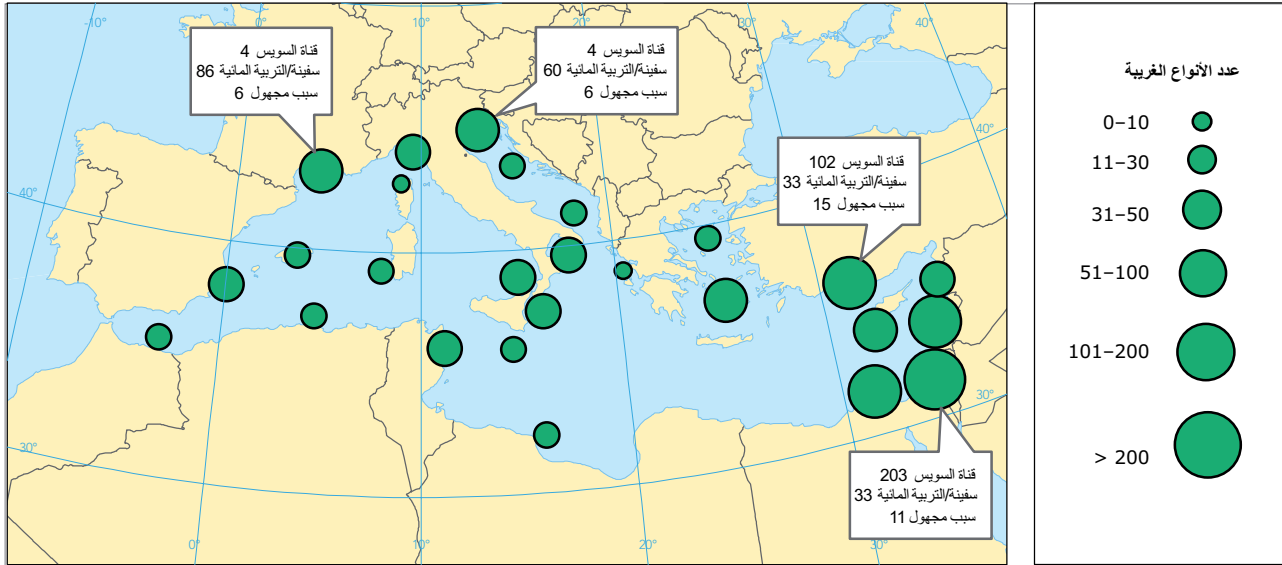 -10°
0°
10°
20°
30°
40°
قناة السويس 4
سفينة/التربية المائية 86
سبب مجهول 6
قناة السويس 4
سفينة/التربية المائية 60
سبب مجهول 6
40°
40°
قناة السويس 102
سفينة/التربية المائية 33
سبب مجهول 15
30°
30°
قناة السويس 203
سفينة/التربية المائية 33
سبب مجهول 11
0°
10°
20°
30°
عدد الأنواع الغريبة
0–10
11–30
31–50
51–100
101–200
> 200